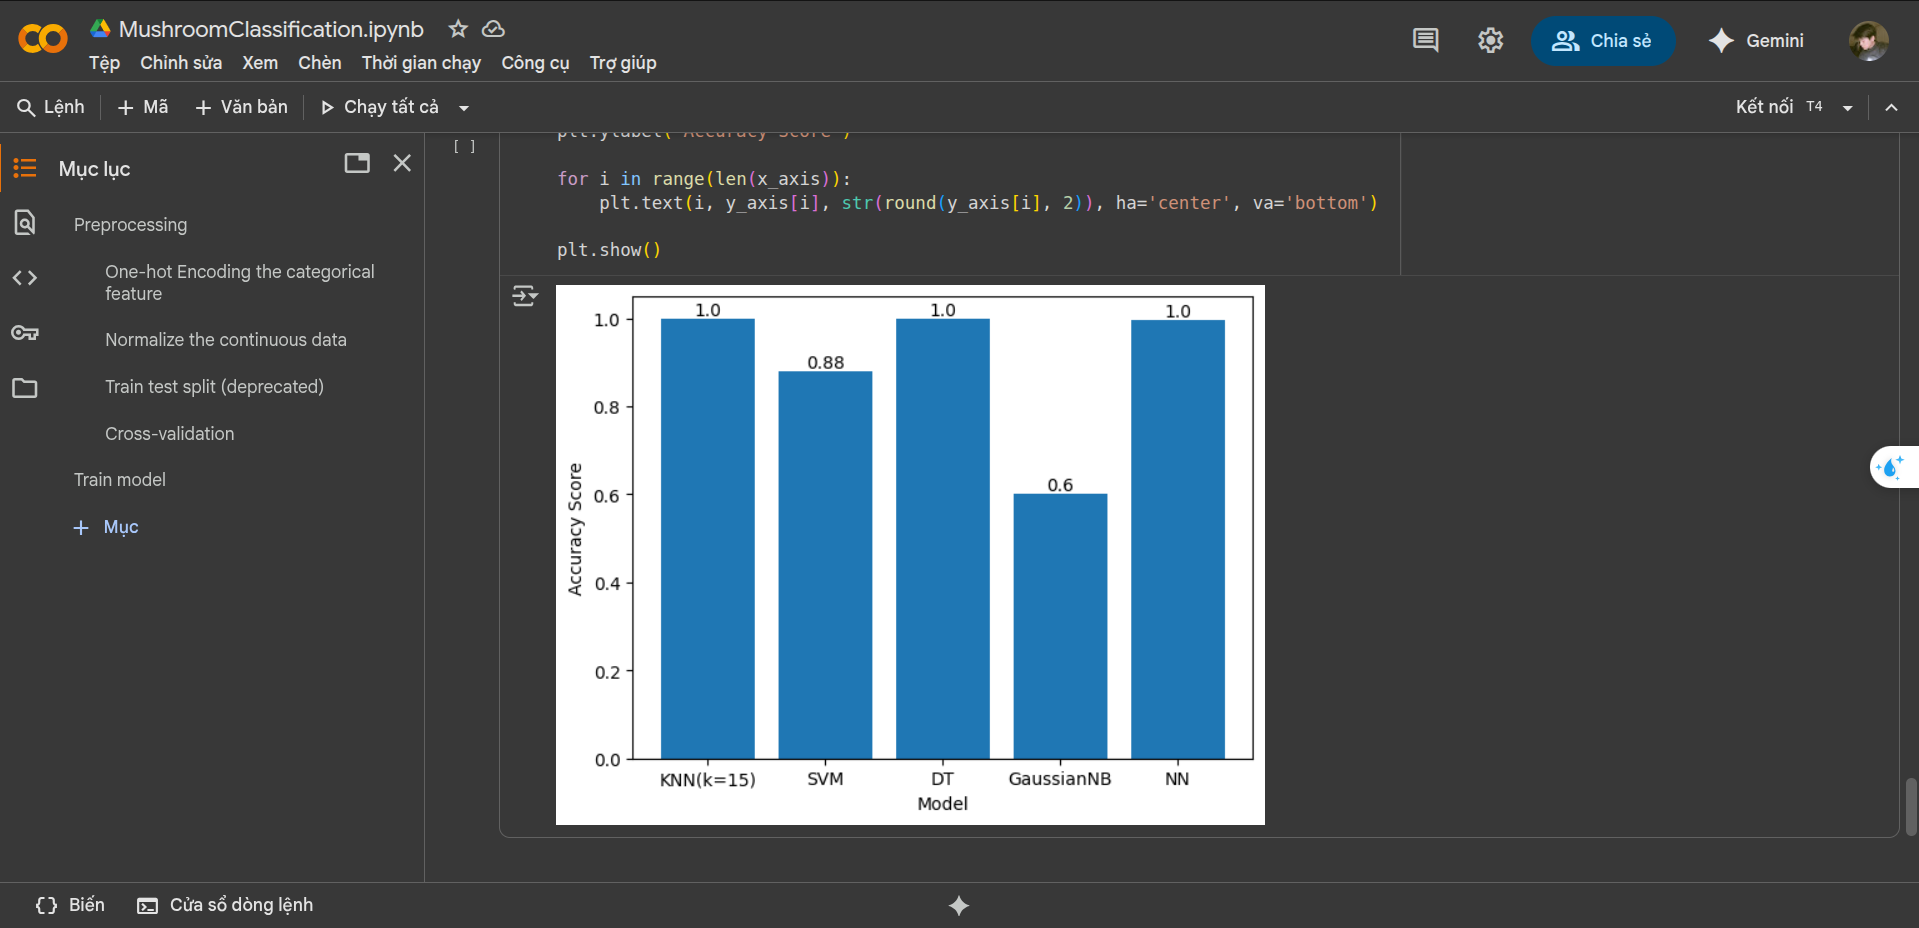 MushroomClassification.ipynb
Tệp Chỉnh sửa Xem Chèn Thời gian chạy Công cụ Trợ giúp
Chia sẻ
Gemini
Lệnh + Mã + Văn bản Chạy tất cả
Kết nối T4
Mục lục
Preprocessing
One-hot Encoding the categorical
feature
Normalize the continuous data
Train test split (deprecated)
Cross-validation
Train model
+ Mục
[ ]
plt.ylabel('Accuracy Score')
for i in range(len(x_axis)):
plt.text(i, y_axis[i], str(round(y_axis[i], 2)), ha='center', va='bottom')
plt.show()
1.0
0.88
1.0
0.6
1.0
1.0
0.8
0.6
0.4
0.2
0.0
Accuracy Score
KNN(k=15) SVM DT GaussianNB NN
Model
Biến
Cửa sổ dòng lệnh